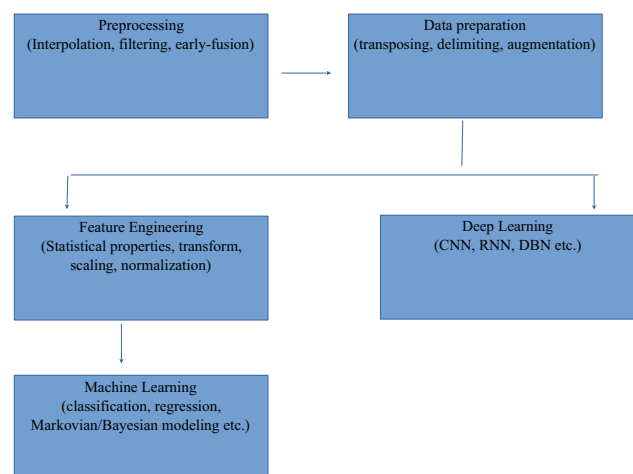 Preprocessing
(Interpolation, filtering, early-fusion)
Data preparation
(transposing, delimiting, augmentation)
Feature Engineering
(Statistical properties, transform,
scaling, normalization)
Deep Learning
(CNN, RNN, DBN etc.)
Machine Learning
(classification, regression,
Markovian/Bayesian modeling etc.)